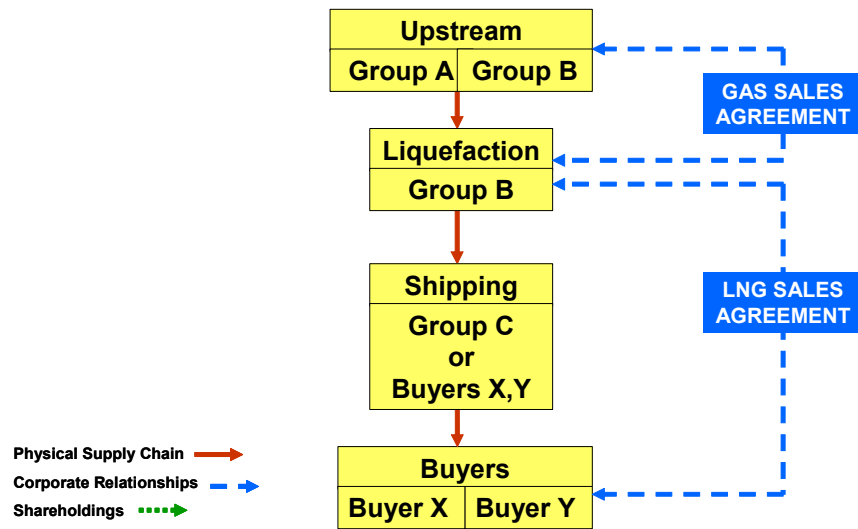 Upstream
Group A Group B
GAS SALES
AGREEMENT
Liquefaction
Group B
Shipping
Group C
or
Buyers X,Y
LNG SALES
AGREEMENT
Buyers
Buyer X Buyer Y
Physical Supply Chain
Corporate Relationships
Shareholdings